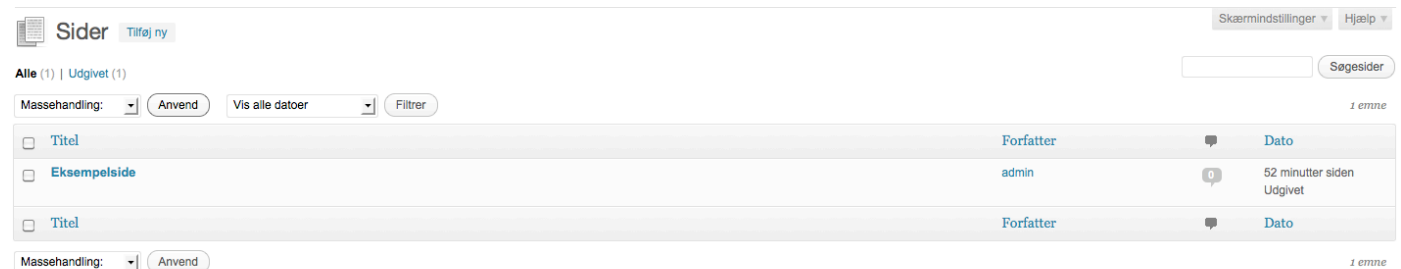 Sider Tilføj ny Skærmindstillinger Hjælp
Alle (1) | Udgivet (1) Søgesider
Massehandling: Anvend Vis alle datoer Filtrer 1 emne
Titel Forfatter Dato
Eksempelside admin 0 52 minutter siden
Udgivet
Titel Forfatter Dato
Massehandling: Anvend 1 emne